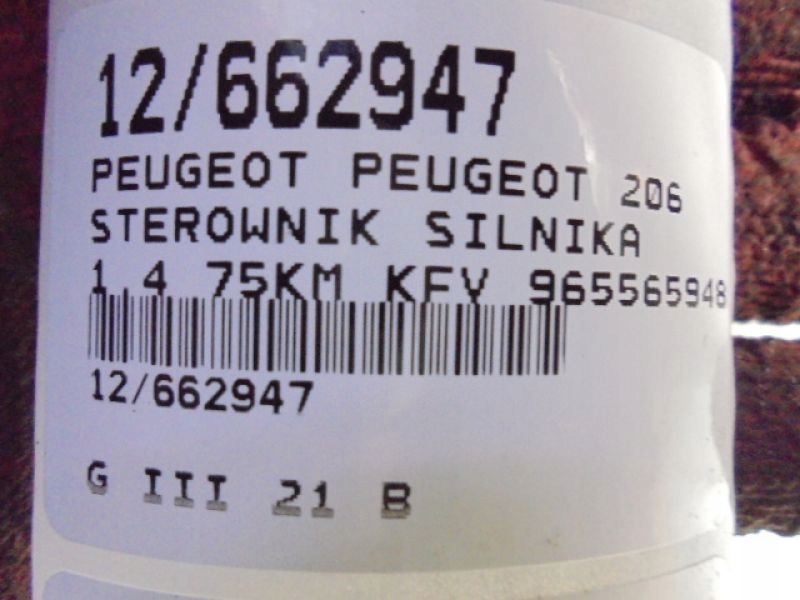 12/662947
PEUGEOT PEUGEOT 206
STEROWNIK SILNIKA
1.4 75KM KFV 965565948
12/662947
G III 21 B